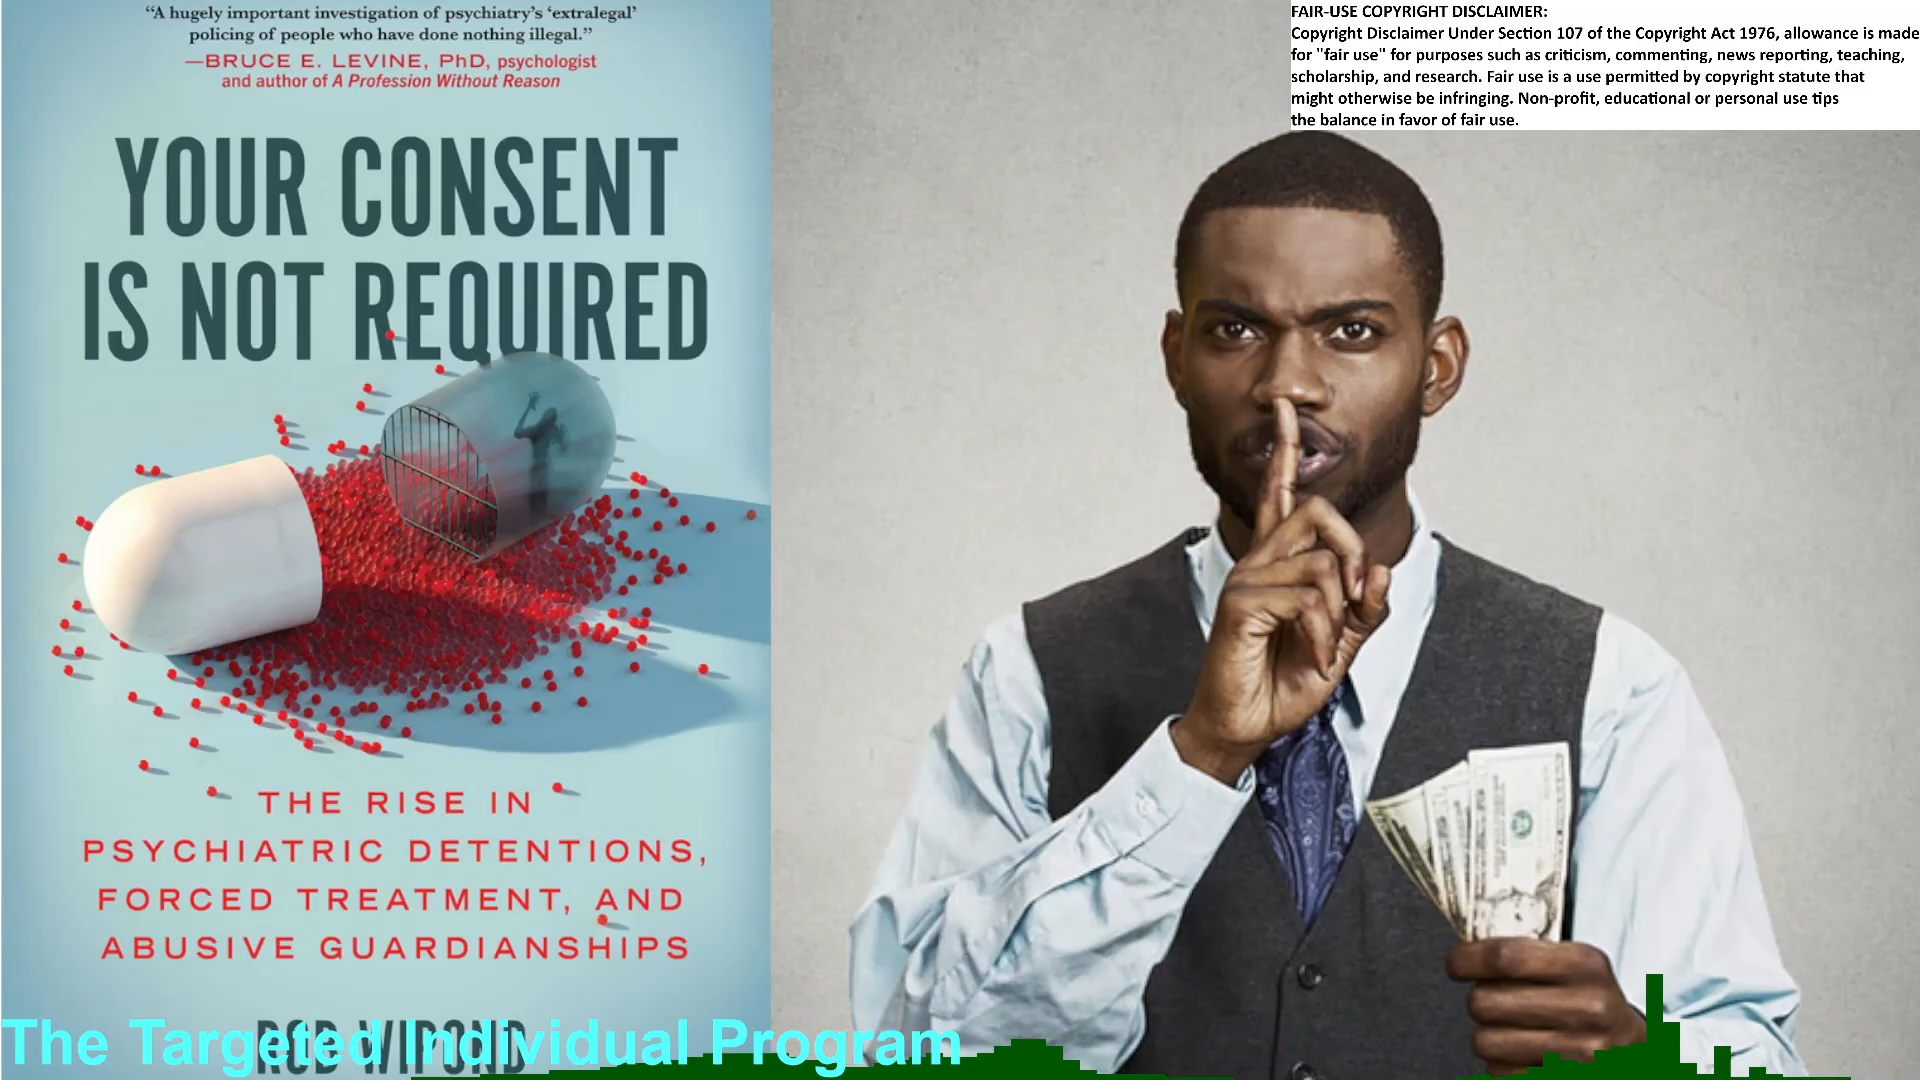 “A hugely important investigation of psychiatry’s ‘extralegal’
policing of people who have done nothing illegal.”
—BRUCE E. LEVINE, PhD, psychologist
and author of A Profession Without Reason
YOUR CONSENT
IS NOT REQUIRED
THE RISE IN
PSYCHIATRIC DETENTIONS,
FORCED TREATMENT, AND
ABUSIVE GUARDIANSHIPS
ROB WIPOND
The Targeted Individual Program
FAIR-USE COPYRIGHT DISCLAIMER:
Copyright Disclaimer Under Section 107 of the Copyright Act 1976, allowance is made
for "fair use" for purposes such as criticism, commenting, news reporting, teaching,
scholarship, and research. Fair use is a use permitted by copyright statute that
might otherwise be infringing. Non-profit, educational or personal use tips
the balance in favor of fair use.